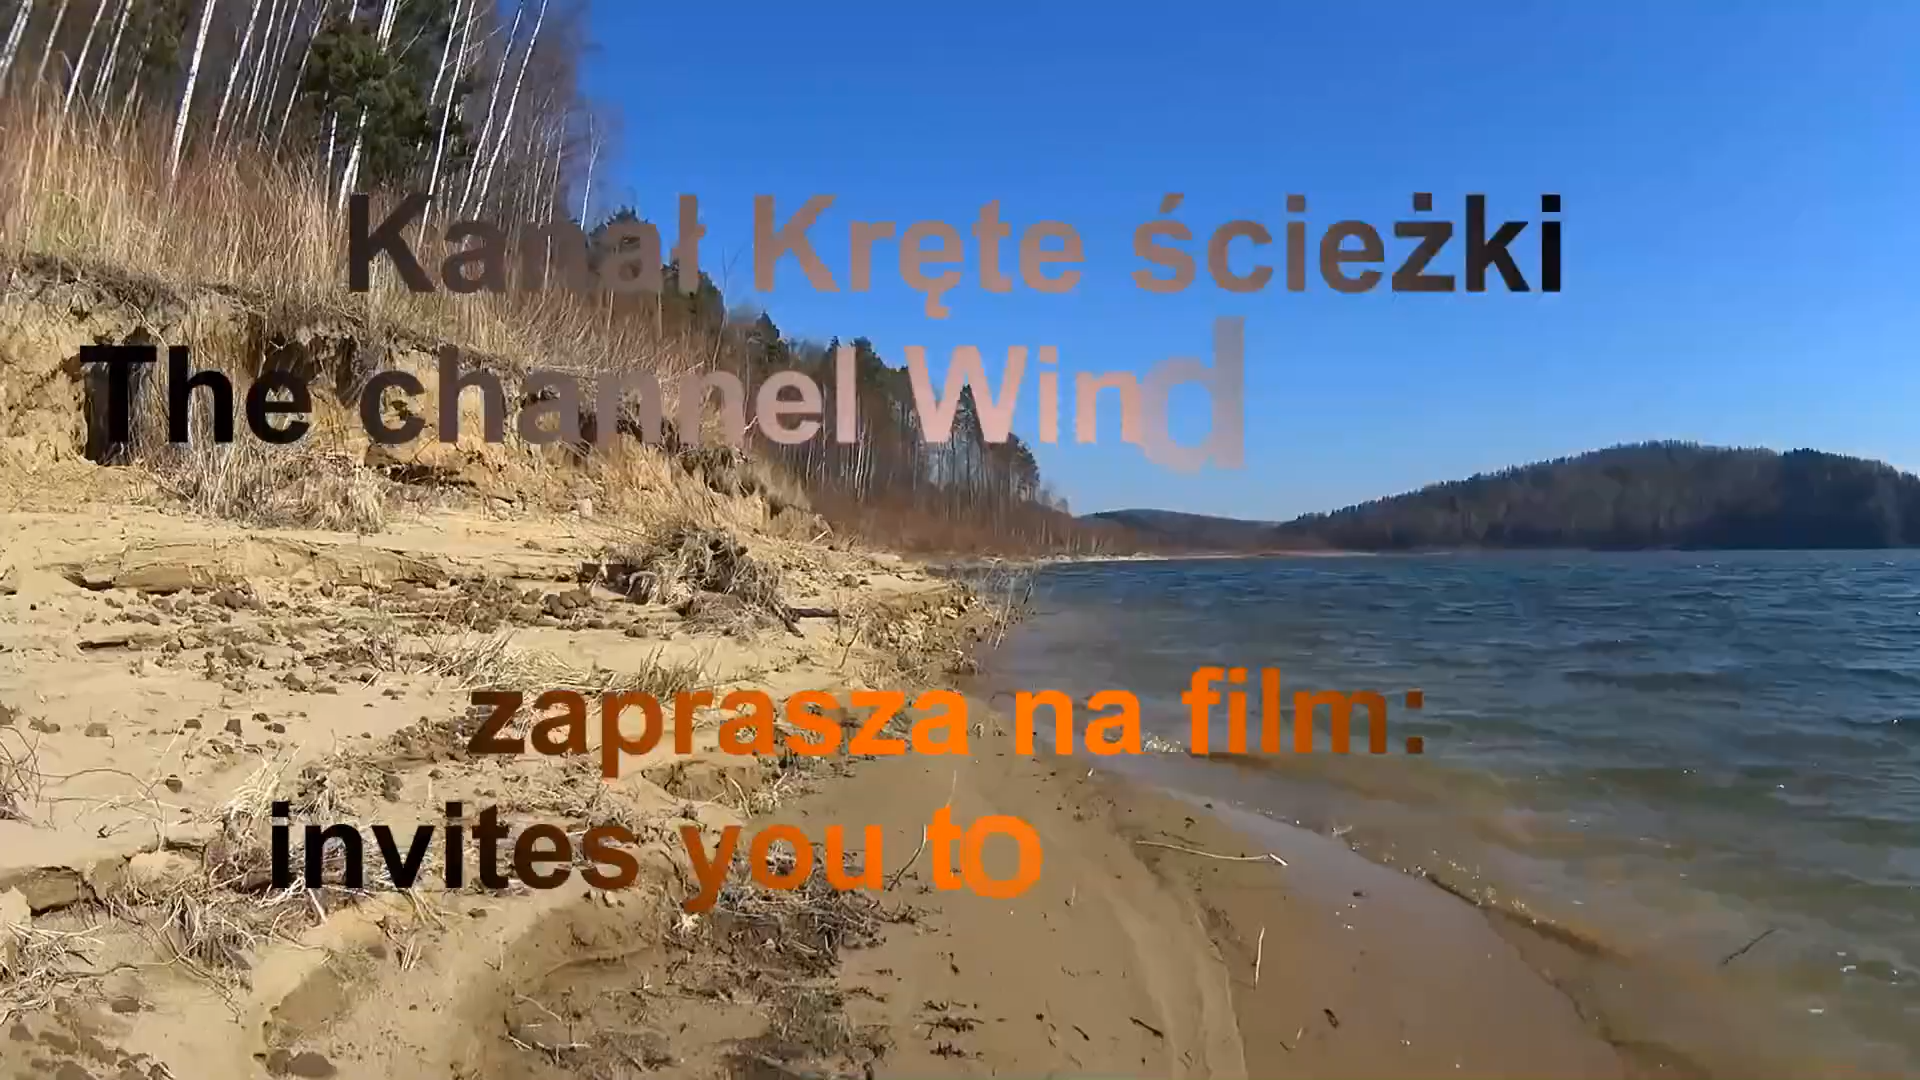 Kanał Kręte ścieżki
The channel Wind
zaprasza na film:
invites you to